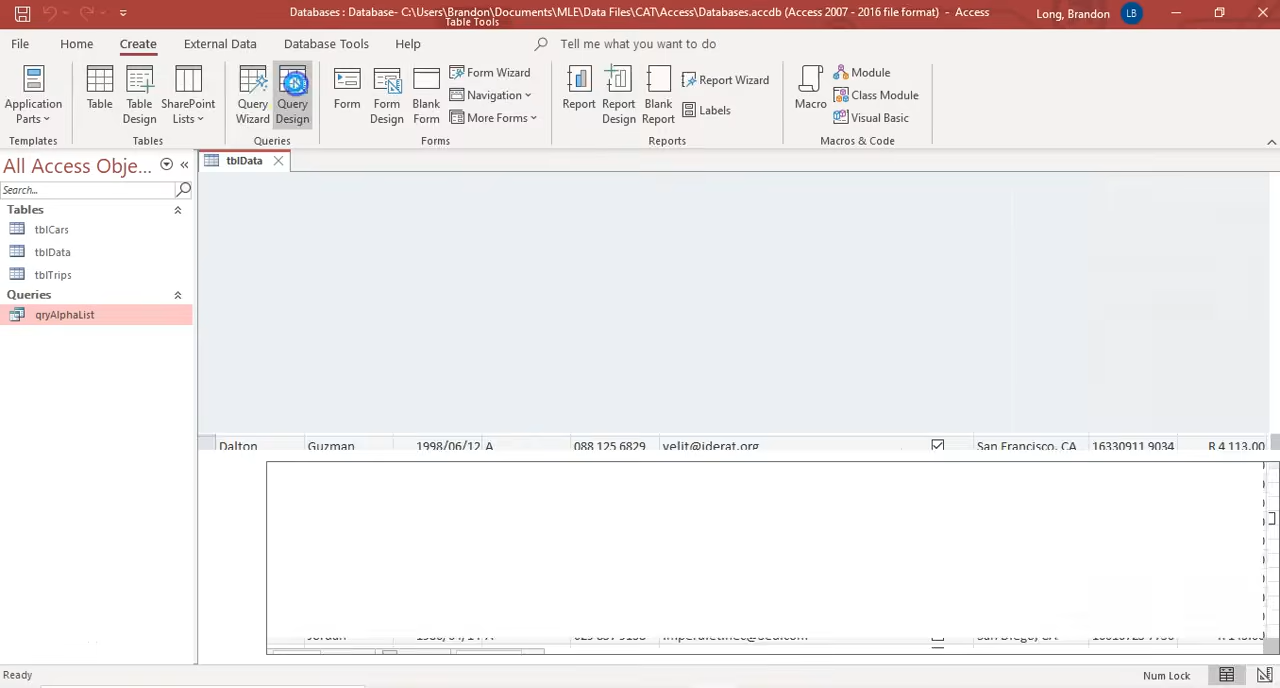 Databases : Database- C:\Users\Brandon\Documents\MLE\Data Files\CAT\Access\Databases.accdb (Access 2007 - 2016 file format) - Access
Table Tools
Long, Brandon
LB
File Home Create External Data Database Tools Help Tell me what you want to do
Application Parts
Table
Table Design
SharePoint Lists
Query Wizard
Query Design
Form
Form Design
Blank Form
Form Wizard
Navigation
More Forms
Report
Report Design
Blank Report
Report Wizard
Labels
Macro
Module
Class Module
Visual Basic
Templates Tables Queries Forms Reports Macros & Code
All Access Obje...
Search...
Tables
tblCars
tblData
tblTrips
Queries
qryAlphaList
tblData
Dalton Guzman 1998/06/12 A 088 125 6829 velit@iderat.org San Francisco, CA 16330911 9034 R 4 113.00
Ready
Num Lock